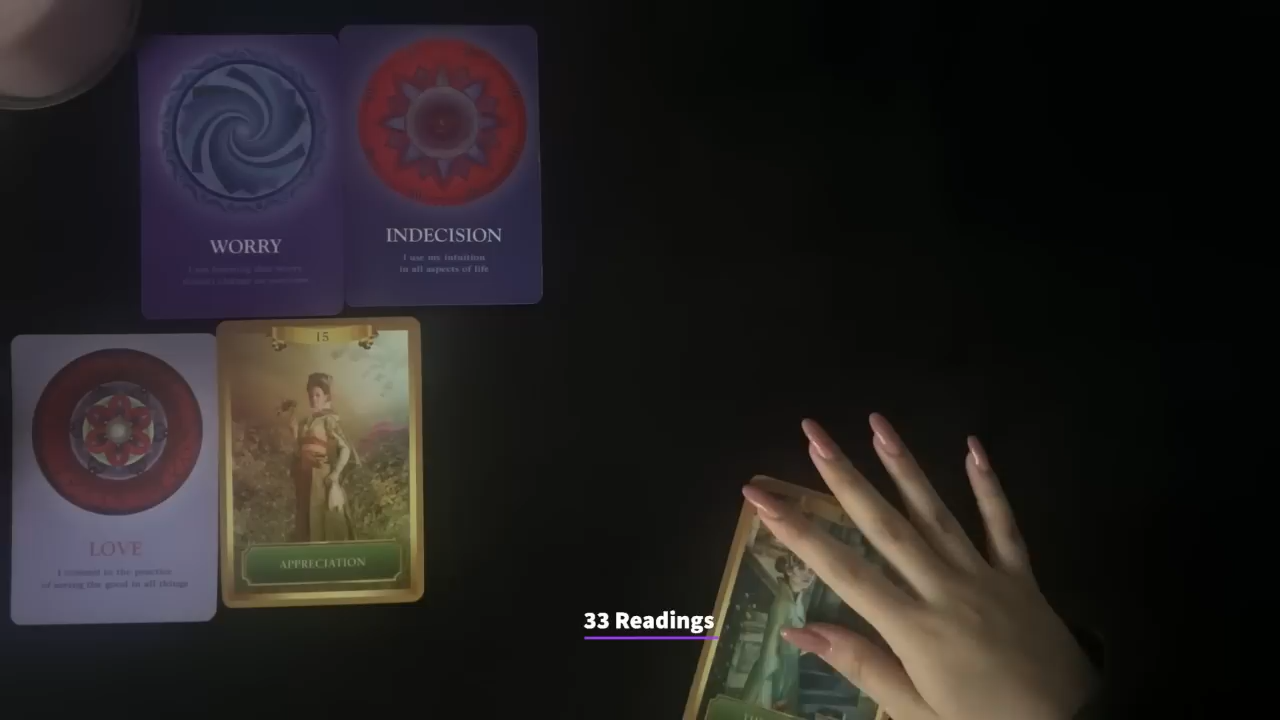 WORRY
INDECISION
I use my intuition
in all aspects of life
15
LOVE
I commit to the practice
of seeing the good in all things
APPRECIATION
33 Readings